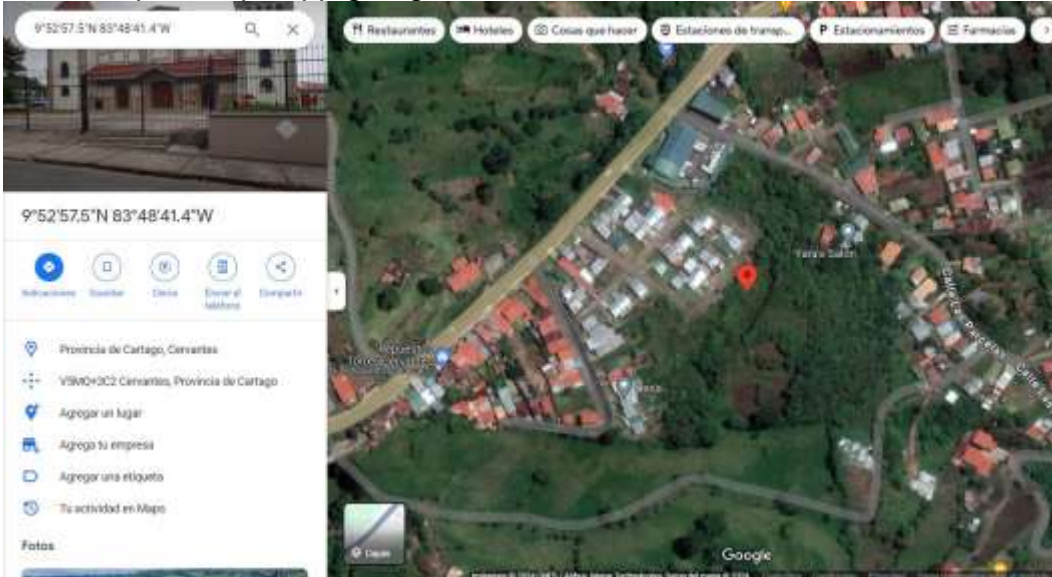 9°52'57.5"N 83°48'41.4"W
Restaurantes
Hoteles
Cosas que hacer
Estaciones de transp...
P Estacionamientos
Farmacias
9°52'57.5"N 83°48'41.4"W
Indicaciones
Guardar
Cerca
Enviar al teléfono
Compartir
Provincia de Cartago, Cervantes
Cervantes, Provincia de Cartago
Agregar un lugar
Agrega tu empresa
Agregar una etiqueta
Tu actividad en Maps
Fotos
Salón
Capas
Google